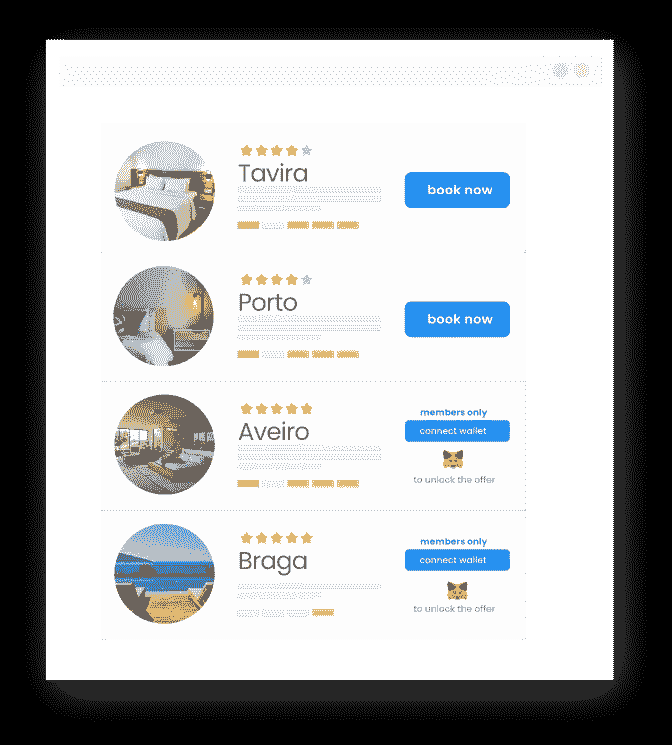 Tavira
book now
Porto
book now
Aveiro
members only
connect wallet
to unlock the offer
Braga
members only
connect wallet
to unlock the offer